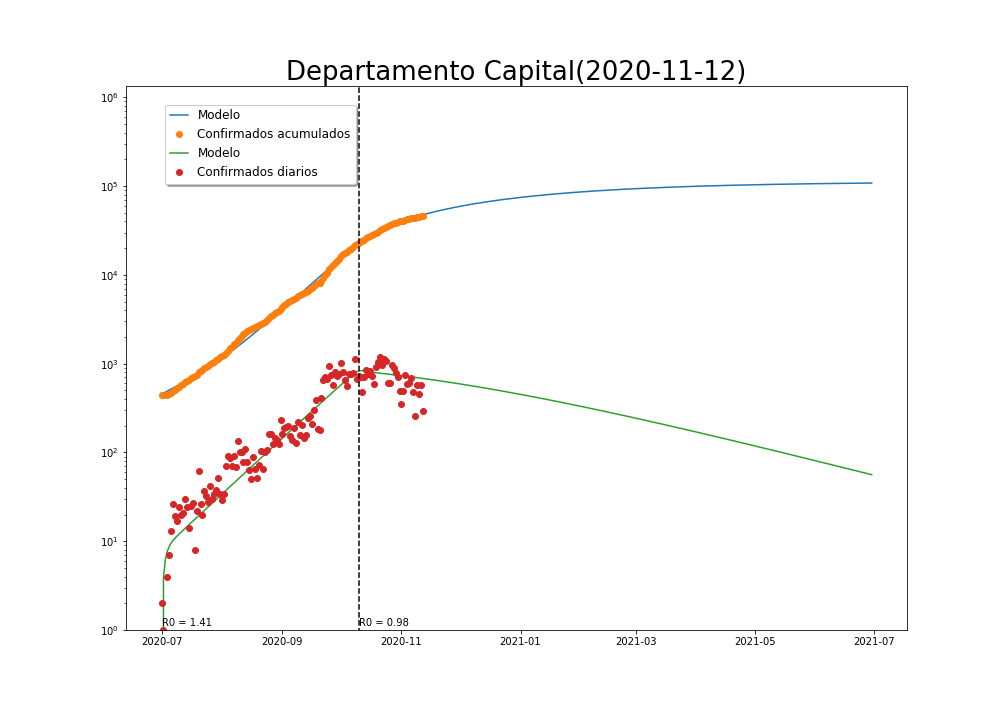 Departamento Capital(2020-11-12)
Modelo
Confirmados acumulados
Modelo
Confirmados diarios
10⁶
10⁵
10⁴
10³
10²
10¹
10⁰
R0 = 1.41
R0 = 0.98
2020-07
2020-09
2020-11
2021-01
2021-03
2021-05
2021-07